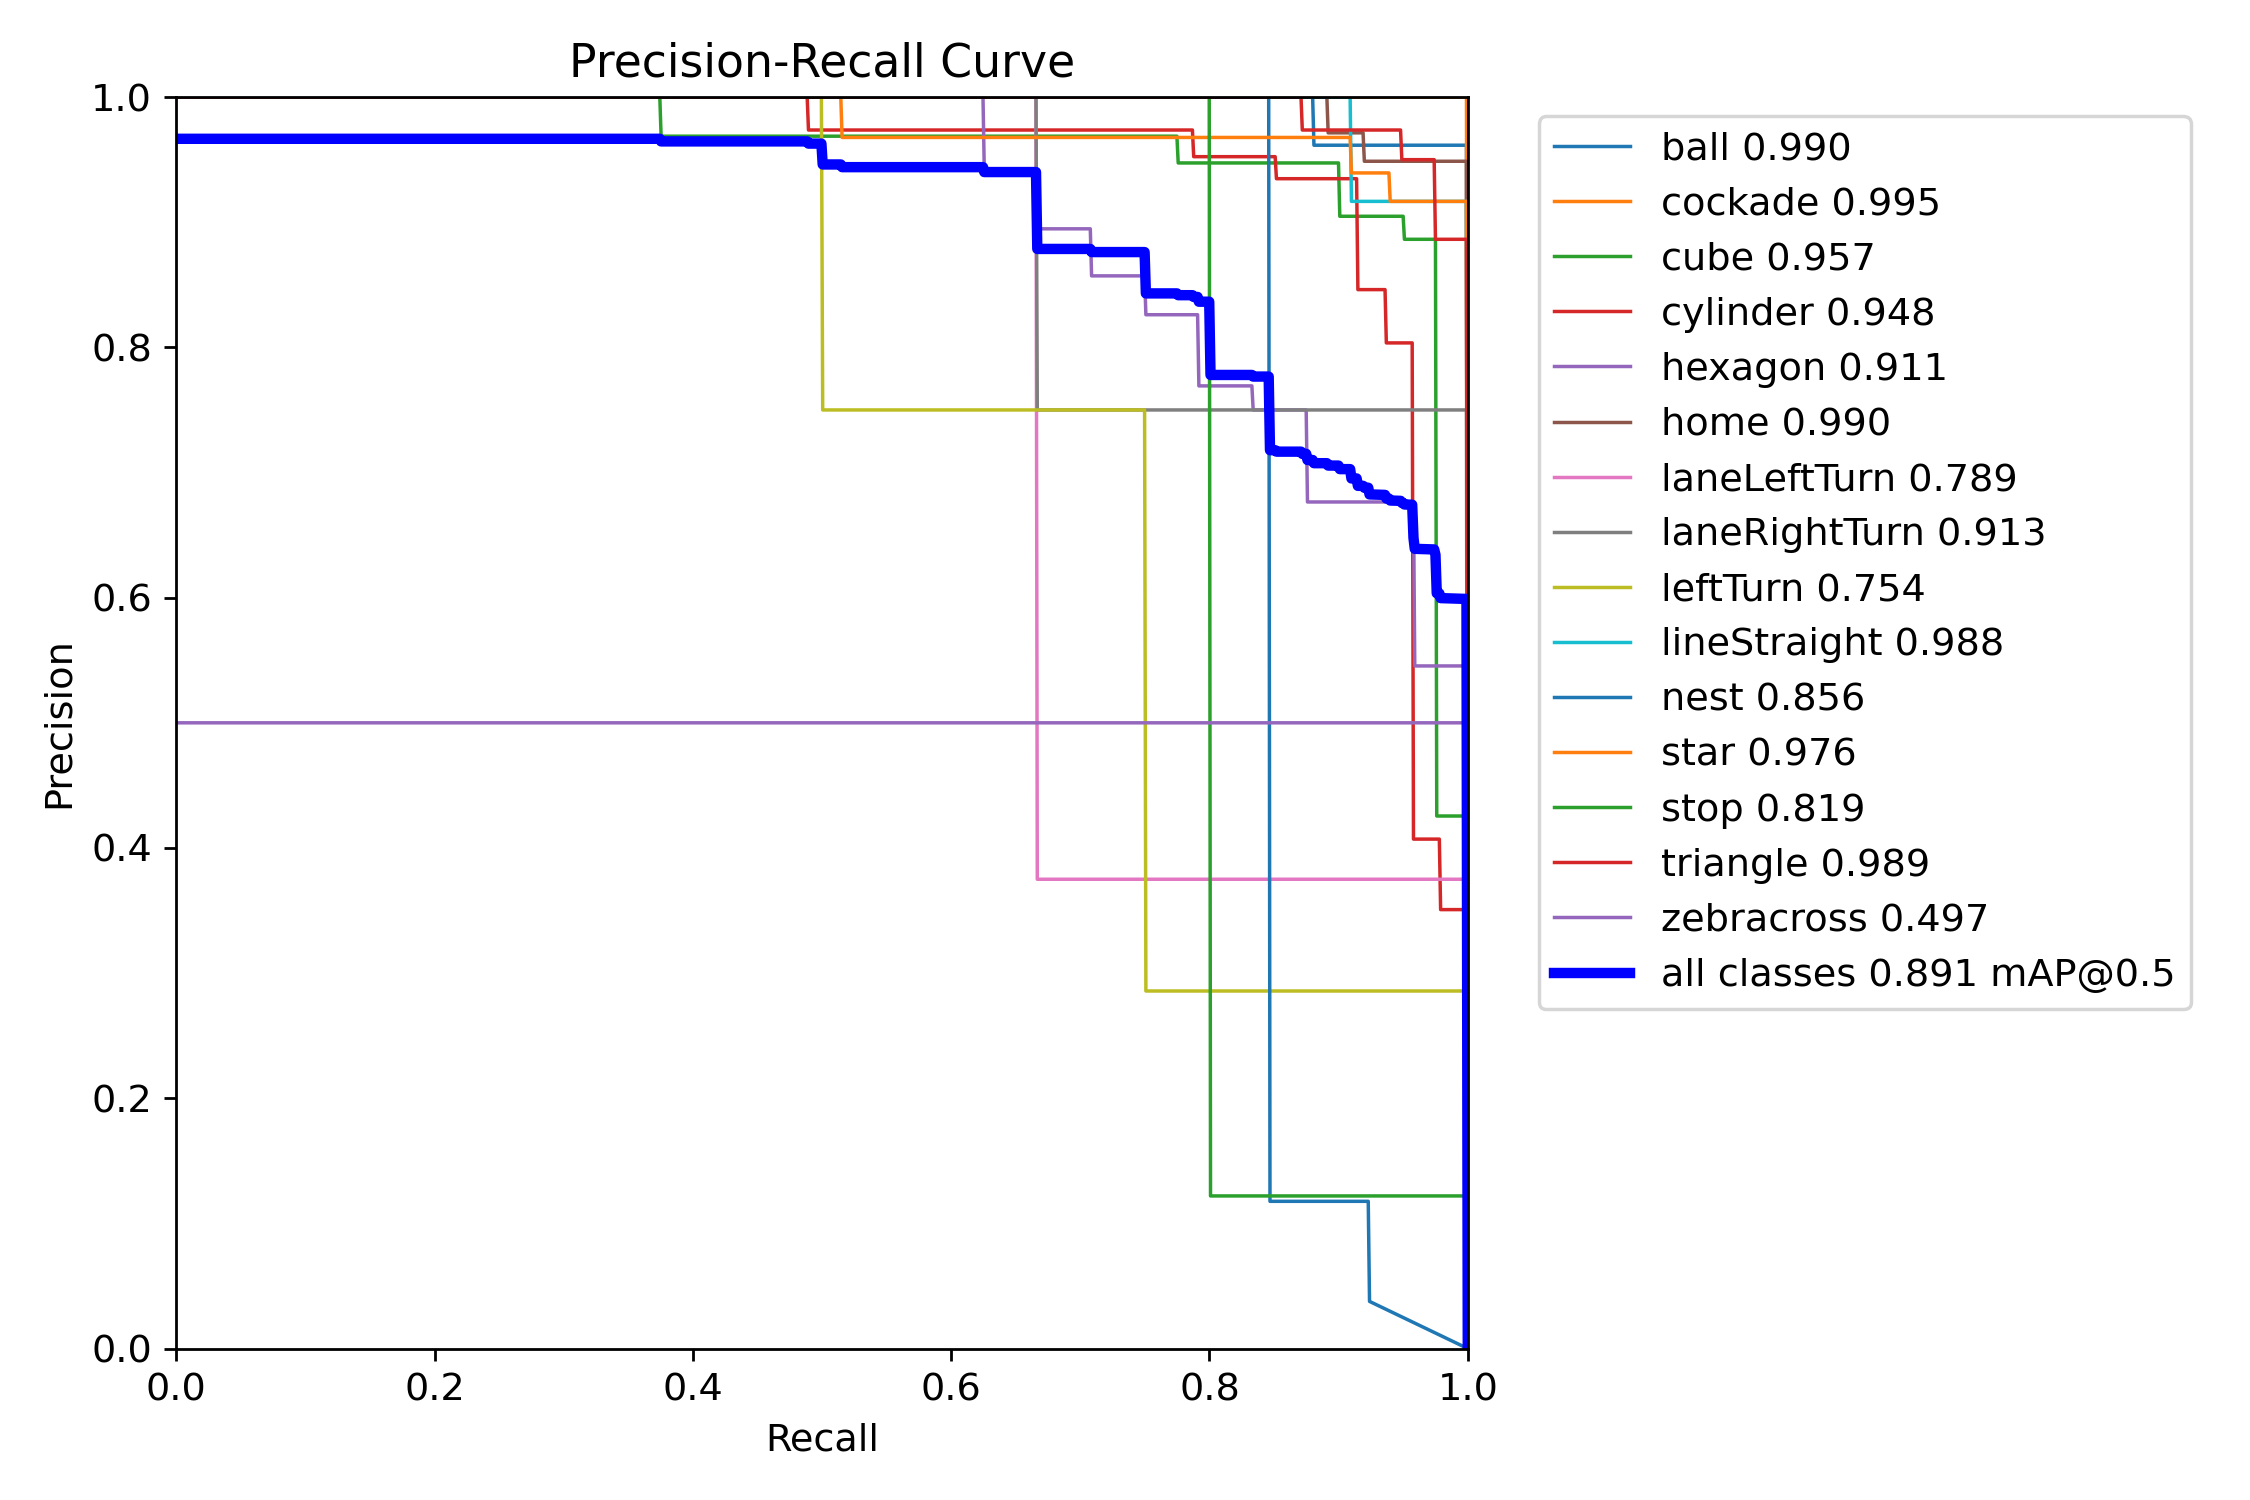 Precision-Recall Curve
1.0
0.8
0.6
0.4
0.2
0.0
Precision
0.0 0.2 0.4 0.6 0.8 1.0
Recall
ball 0.990
cockade 0.995
cube 0.957
cylinder 0.948
hexagon 0.911
home 0.990
laneLeftTurn 0.789
laneRightTurn 0.913
leftTurn 0.754
lineStraight 0.988
nest 0.856
star 0.976
stop 0.819
triangle 0.989
zebracross 0.497
all classes 0.891 mAP@0.5